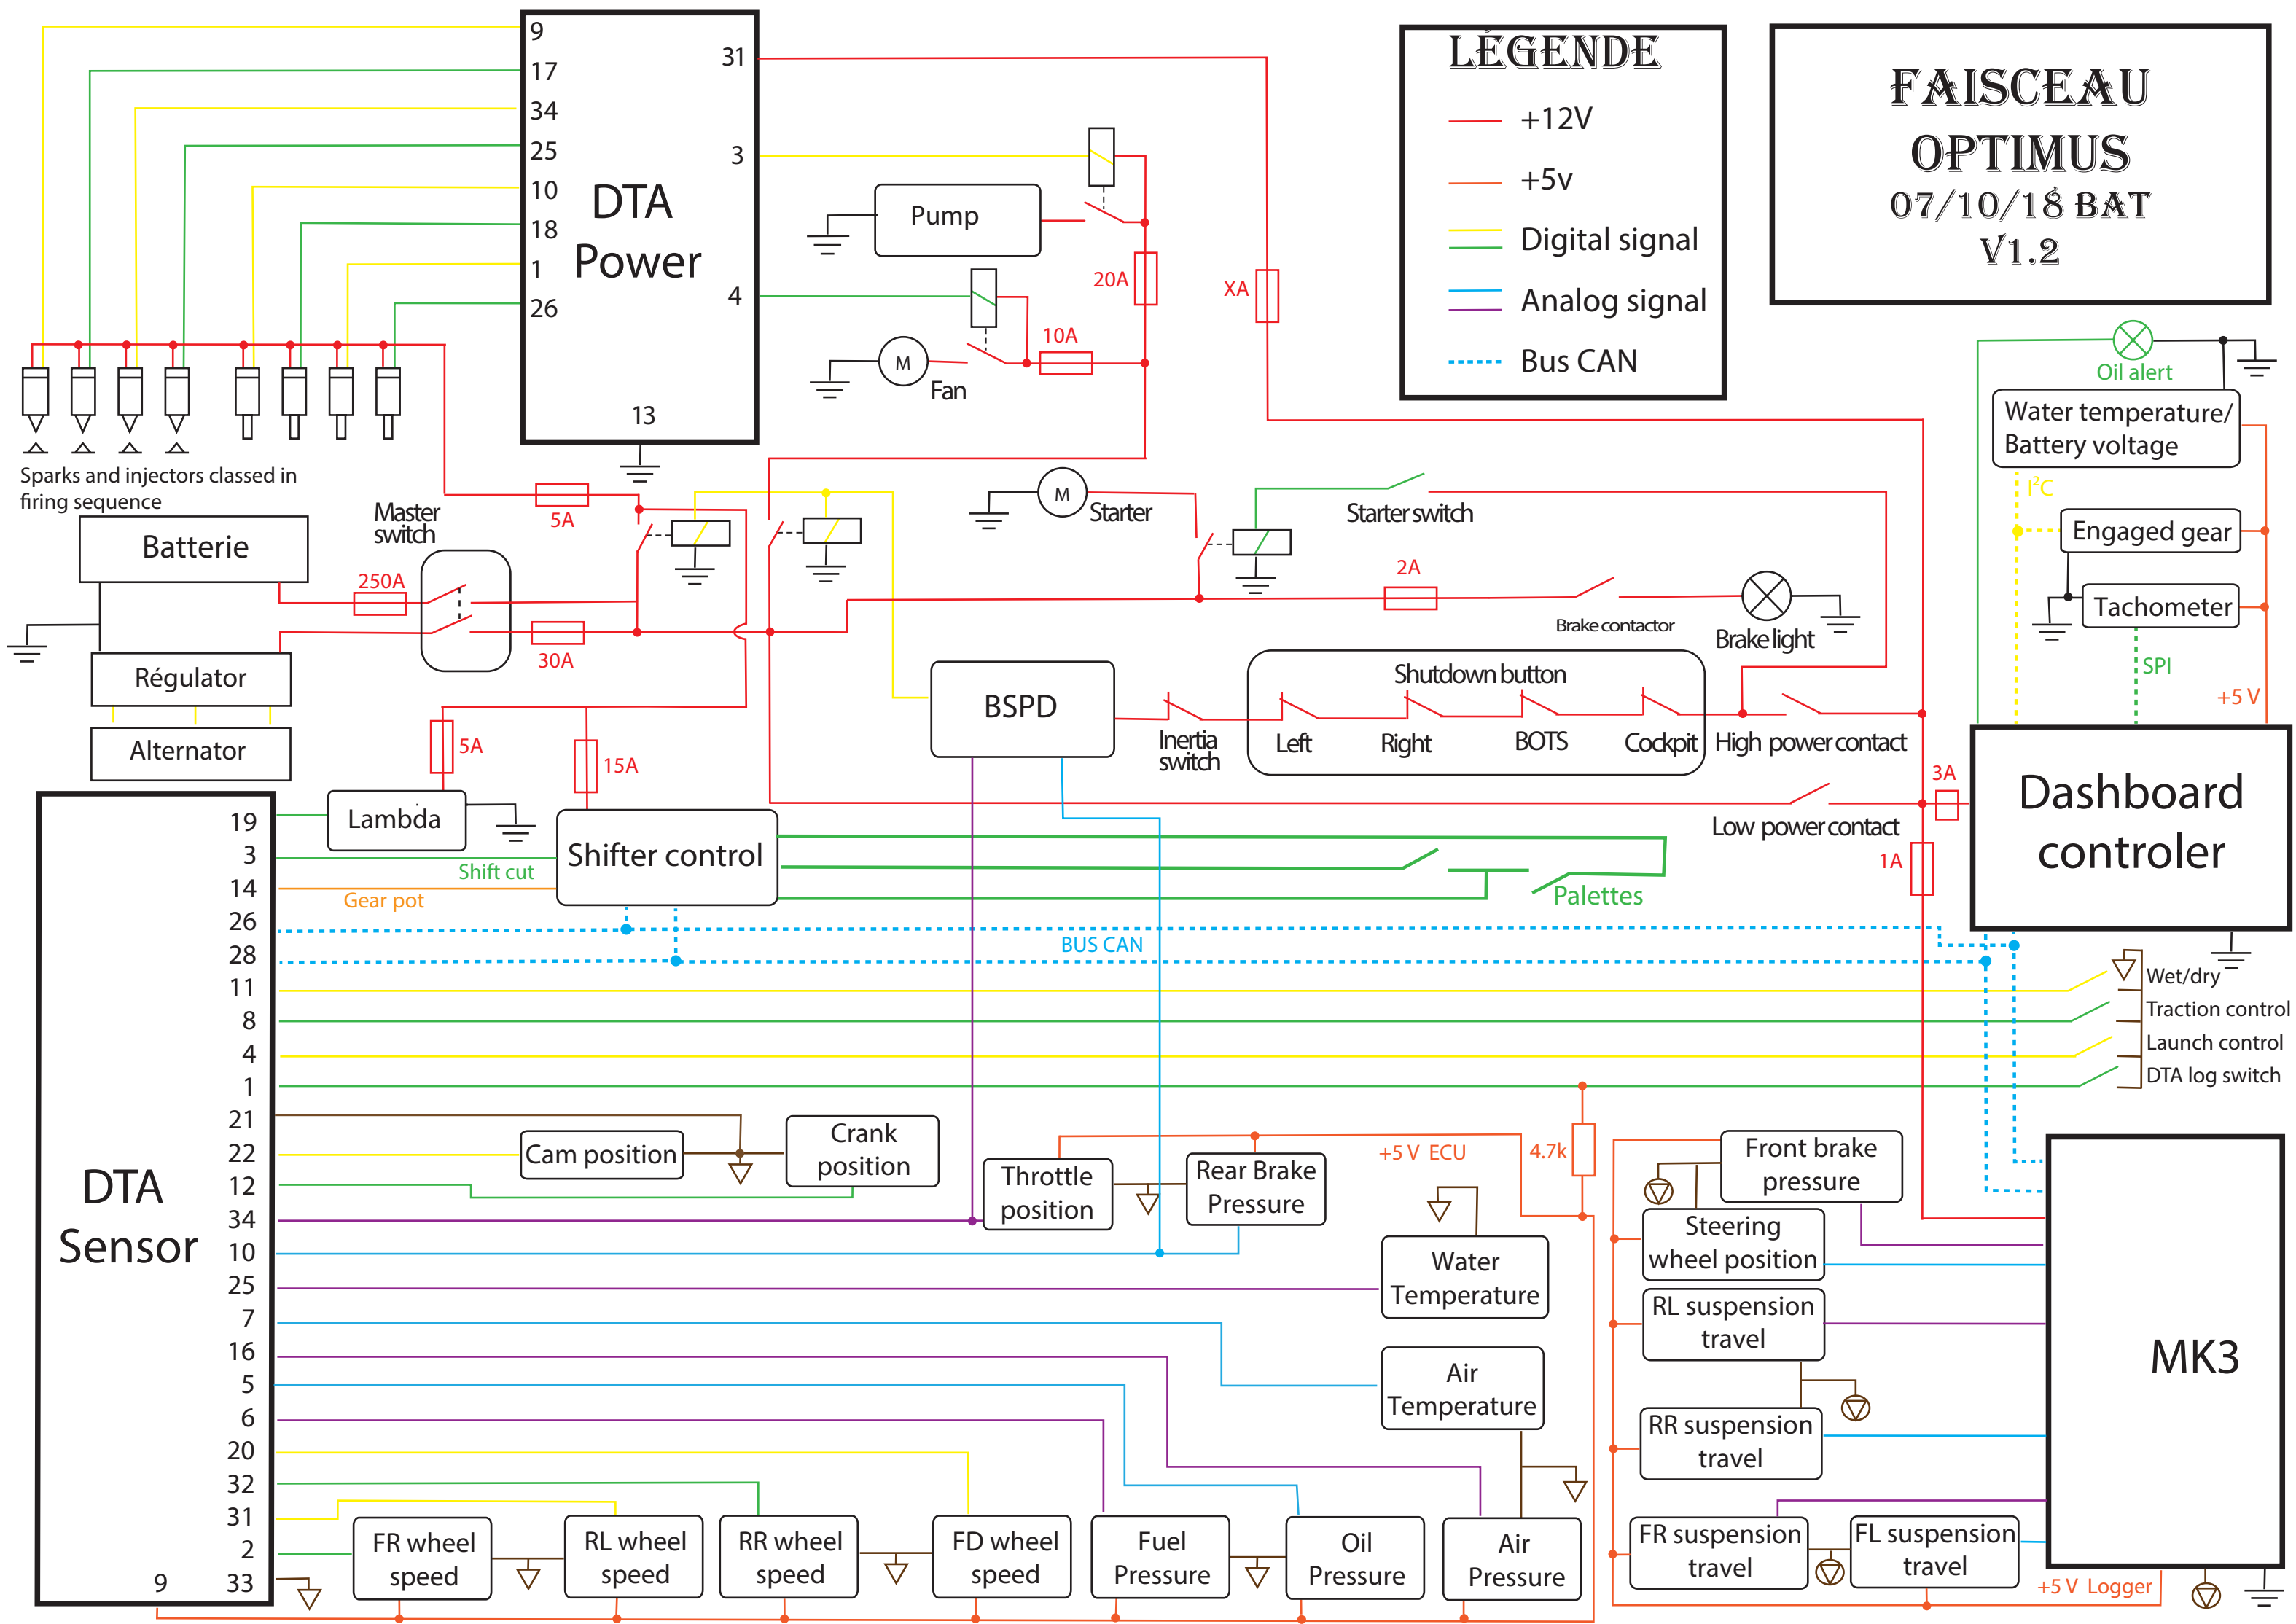 9
17
34
25
10
18
1
26
31
3
4
13
DTA
Power
Pump
20A
XA
10A
M
Fan
LÉGENDE
+12V
+5v
Digital signal
Analog signal
Bus CAN
FAISCEAU
OPTIMUS
07/10/18 BAT
V1.2
Oil alert
Water temperature/
Battery voltage
I²C
Engaged gear
Tachometer
SPI
+5 V
Sparks and injectors classed in
firing sequence
5A
Master
switch
Batterie
250A
30A
Régulator
Alternator
M
Starter
Starter switch
2A
Brake contactor
Brake light
BSPD
Inertia
switch
Shutdown button
Left
Right
BOTS
Cockpit
High power contact
Low power contact
3A
1A
Dashboard
controler
5A
15A
Lambda
Shifter control
Shift cut
Gear pot
Palettes
BUS CAN
Wet/dry
Traction control
Launch control
DTA log switch
DTA
Sensor
19
3
14
26
28
11
8
4
1
21
22
12
34
10
25
7
16
5
6
20
32
31
2
33
9
Cam position
Crank
position
Throttle
position
Rear Brake
Pressure
+5 V ECU
4.7k
Water
Temperature
Air
Temperature
Front brake
pressure
Steering
wheel position
RL suspension
travel
RR suspension
travel
FR suspension
travel
FL suspension
travel
MK3
+5 V Logger
FR wheel
speed
RL wheel
speed
RR wheel
speed
FD wheel
speed
Fuel
Pressure
Oil
Pressure
Air
Pressure